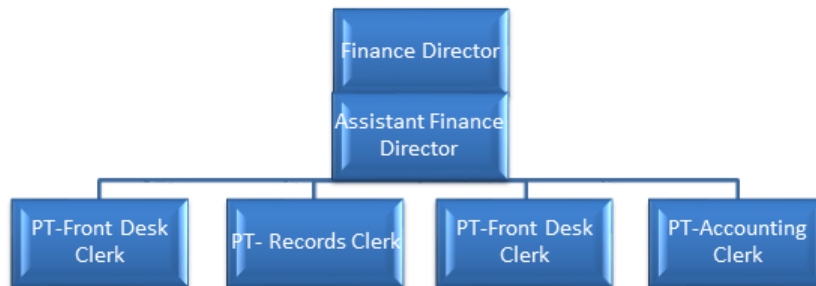 Finance Director
Assistant Finance
Director
PT-Front Desk
Clerk
PT- Records Clerk
PT-Front Desk
Clerk
PT-Accounting
Clerk